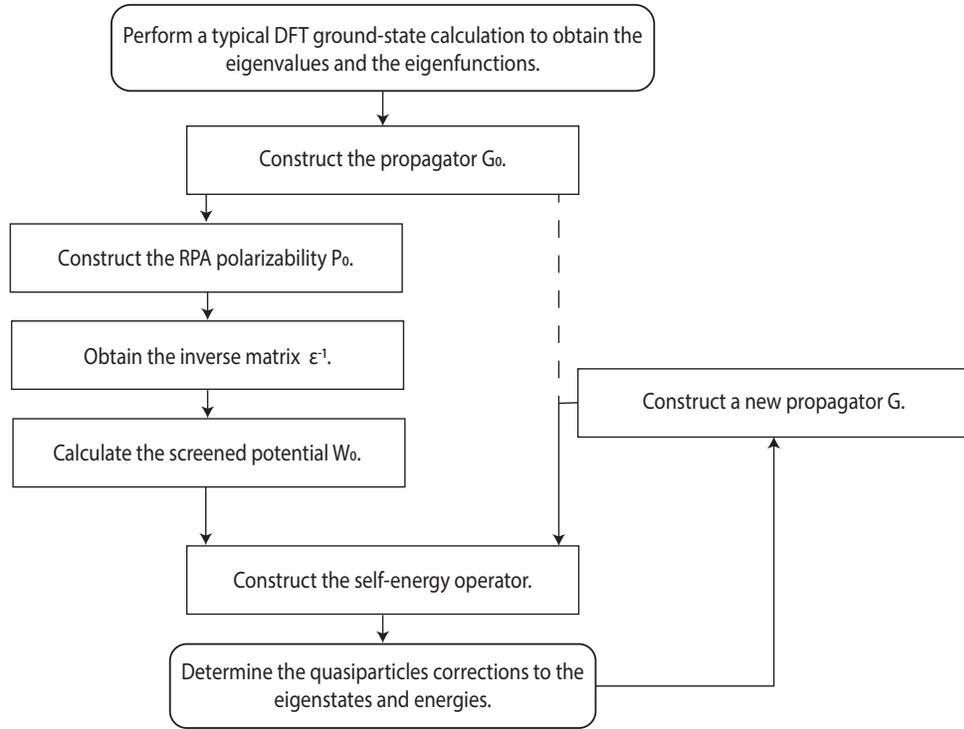 Perform a typical DFT ground-state calculation to obtain the
eigenvalues and the eigenfunctions.
Construct the propagator G₀.
Construct the RPA polarizability P₀.
Obtain the inverse matrix ε⁻¹.
Construct a new propagator G.
Calculate the screened potential W₀.
Construct the self-energy operator.
Determine the quasiparticles corrections to the
eigenstates and energies.